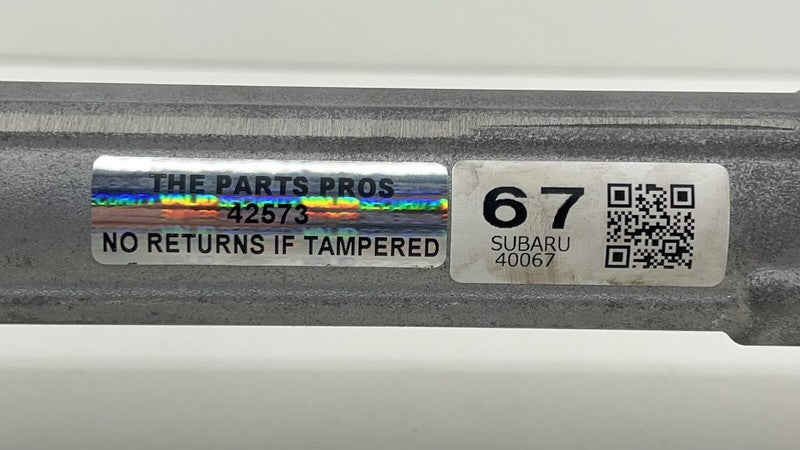 THE PARTS PROS
42573
NO RETURNS IF TAMPERED
67
SUBARU
40067